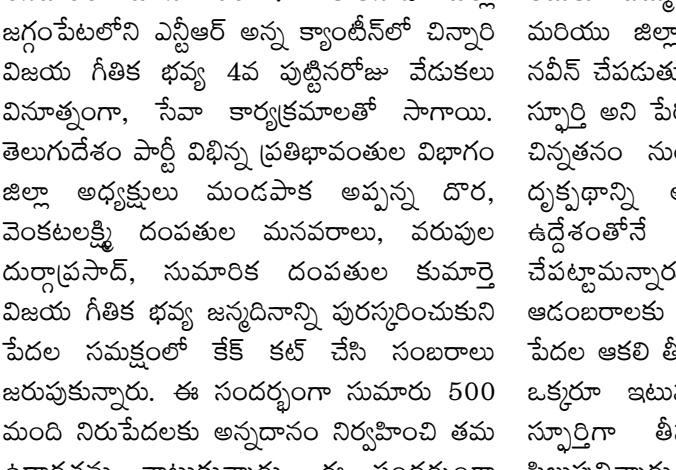 జగ్గంపేటలోని ఎన్టీఆర్ అన్న క్యాంటీన్‌లో చిన్నారి
విజయ గీతిక భవ్య 4వ పుట్టినరోజు వేడుకలు
వినూత్నంగా, సేవా కార్యక్రమాలతో సాగాయి.
తెలుగుదేశం పార్టీ విభిన్న ప్రతిభావంతుల విభాగం
జిల్లా అధ్యక్షులు మండపాక అప్పన్న దొర,
వెంకటలక్ష్మి దంపతుల మనవరాలు, వరుపుల
దుర్గాప్రసాద్, సుమారిక దంపతుల కుమార్తె
విజయ గీతిక భవ్య జన్మదినాన్ని పురస్కరించుకుని
పేదల సమక్షంలో కేక్ కట్ చేసి సంబరాలు
జరుపుకున్నారు. ఈ సందర్భంగా సుమారు 500
మంది నిరుపేదలకు అన్నదానం నిర్వహించి తమ
మరియు జిల్లా
నవీన్
స్ఫూర్తి అని
చిన్నతనం
దృక్పథాన్ని
ఉద్దేశంతోనే
చేపట్టామన్నారు
ఆడంబరాలకు
పేదల ఆకలి
ఒక్కరూ
స్ఫూర్తిగా